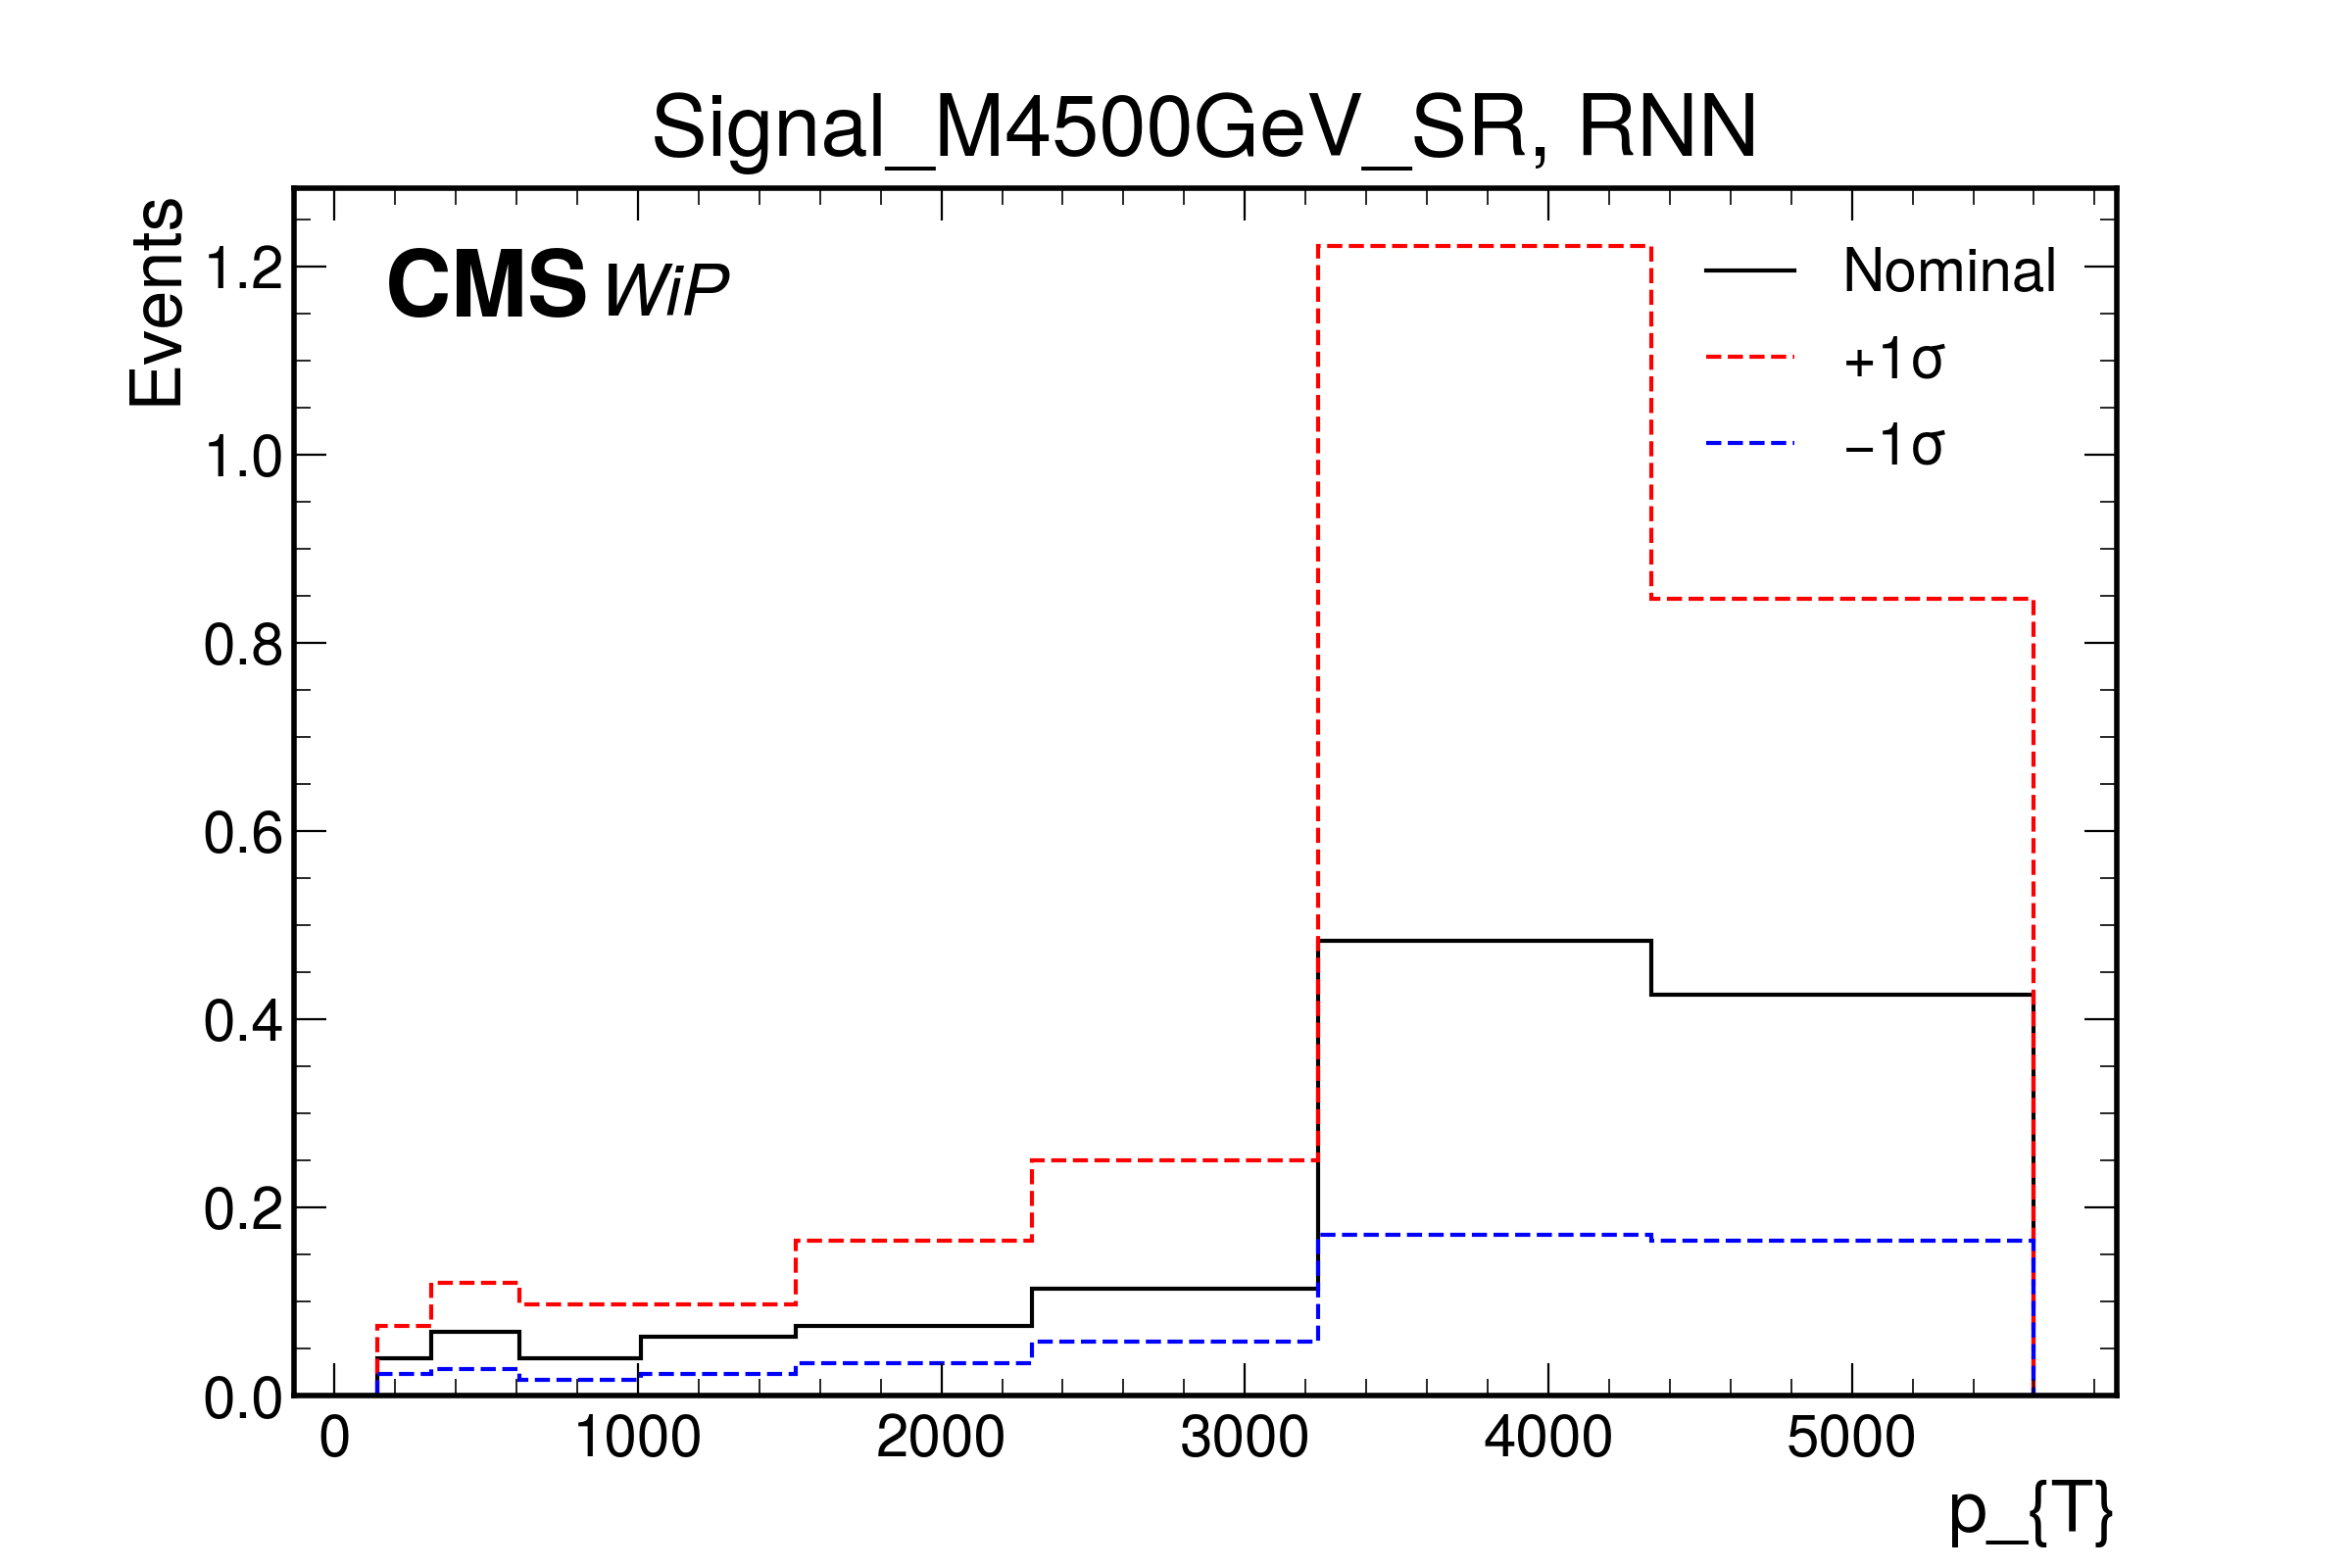 Signal_M4500GeV_SR, RNN
Events
CMS WiP
Nominal
+1σ
−1σ
1.2
1.0
0.8
0.6
0.4
0.2
0.0
0 1000 2000 3000 4000 5000
p_{T}